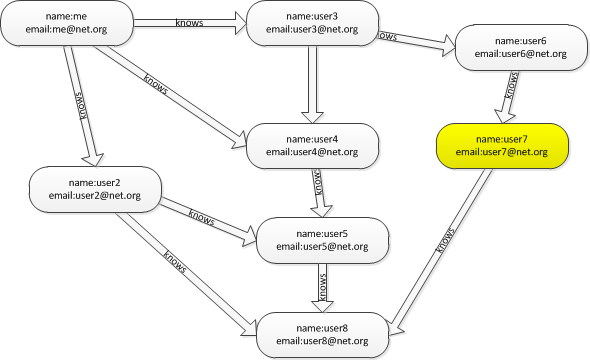 name:me
email:me@net.org
knows
name:user3
email:user3@net.org
ows
name:user6
email:user6@net.org
knows
knows
knows
name:user4
email:user4@net.org
name:user7
email:user7@net.org
name:user2
email:user2@net.org
knows
knows
name:user5
email:user5@net.org
knows
knows
knows
name:user8
email:user8@net.org